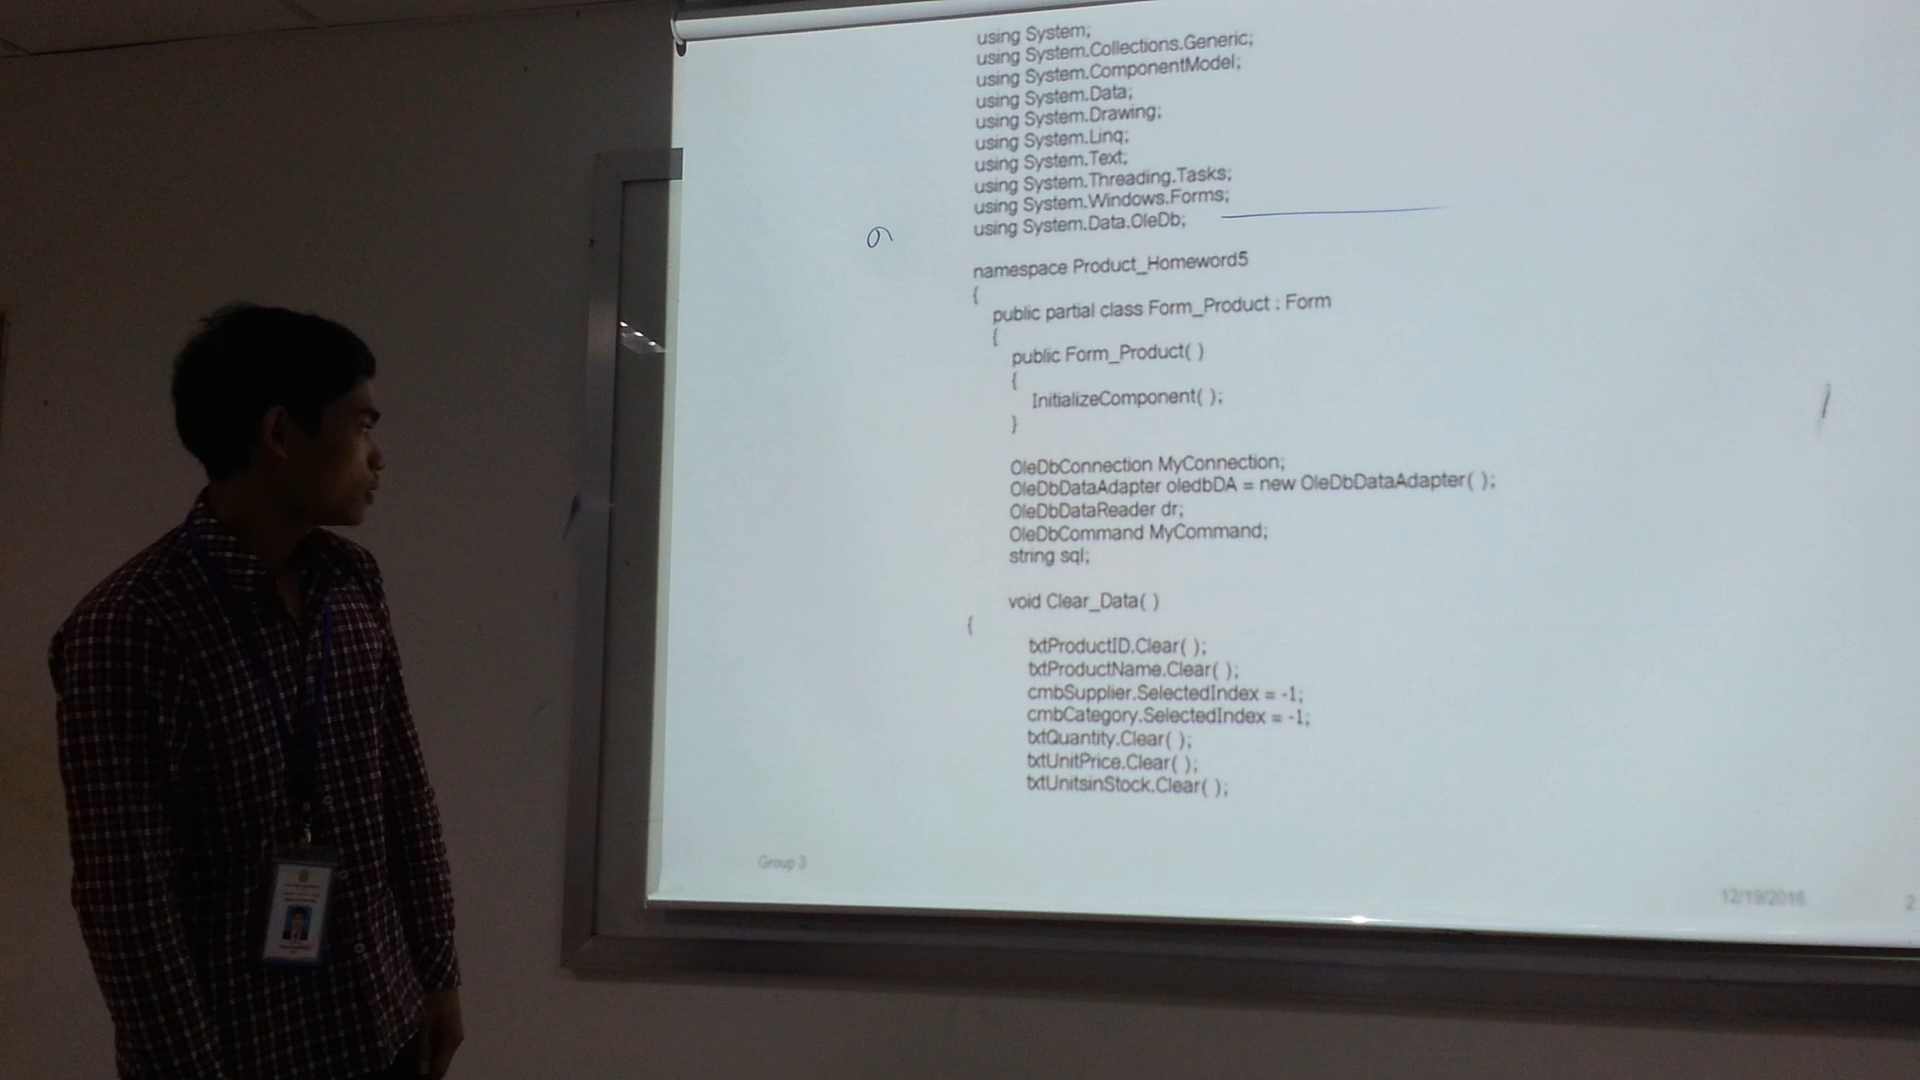 using System;
using System.Collections.Generic;
using System.ComponentModel;
using System.Data;
using System.Drawing;
using System.Linq;
using System.Text;
using System.Threading.Tasks;
using System.Windows.Forms;
using System.Data.OleDb;
namespace Product_Homeword5
{
public partial class Form_Product : Form
{
public Form_Product( )
{
InitializeComponent( );
}
OleDbConnection MyConnection;
OleDbDataAdapter oledbDA = new OleDbDataAdapter( );
OleDbDataReader dr;
OleDbCommand MyCommand;
string sql;
void Clear_Data( )
{
txtProductID.Clear( );
txtProductName.Clear( );
cmbSupplier.SelectedIndex = -1;
cmbCategory.SelectedIndex = -1;
txtQuantity.Clear( );
txtUnitPrice.Clear( );
txtUnitsinStock.Clear( );
Group 3
12/19/2016
2